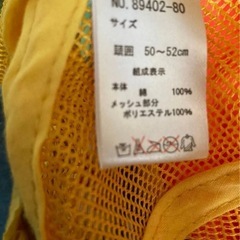 NO. 89402-80
サイズ
頭囲 50〜52cm
組成表示
本体 綿 100%
メッシュ部分
ポリエステル100%